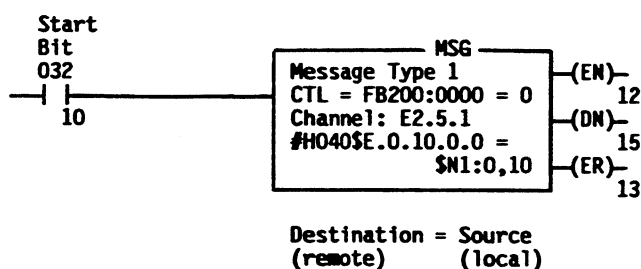 Start
Bit
032
10
MSG
Message Type 1
CTL = FB200:0000 = 0
Channel: E2.5.1
#H040$E.0.10.0.0 =
$N1:0,10
(EN)
12
(DN)
15
(ER)
13
Destination = Source
(remote) (local)